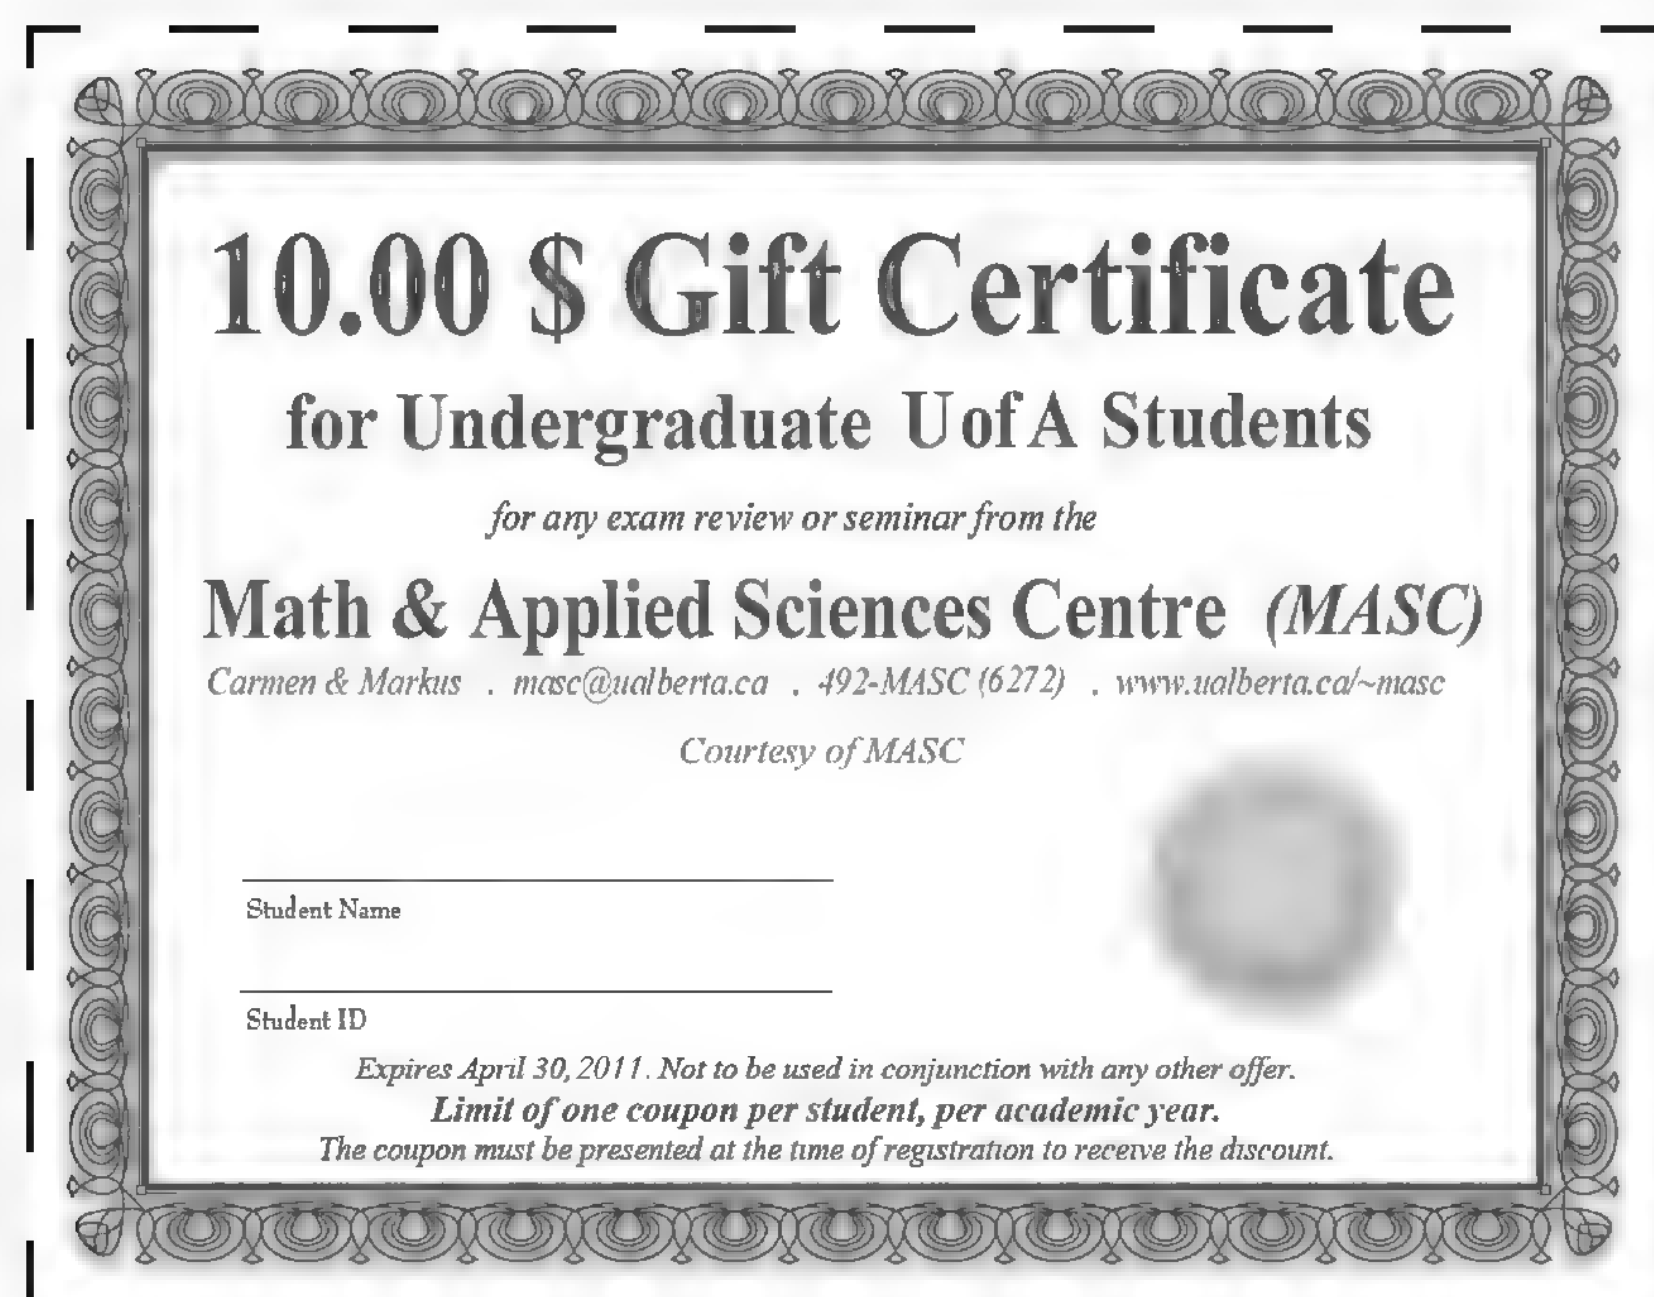 10.00 $ Gift Certificate
for Undergraduate U of A Students
for any exam review or seminar from the
Math & Applied Sciences Centre (MASC)
Carmen & Markus . masc@ualberta.ca . 492-MASC (6272) . www.ualberta.ca/~masc
Courtesy of MASC
Student Name
Student ID
Expires April 30, 2011. Not to be used in conjunction with any other offer.
Limit of one coupon per student, per academic year.
The coupon must be presented at the time of registration to receive the discount.